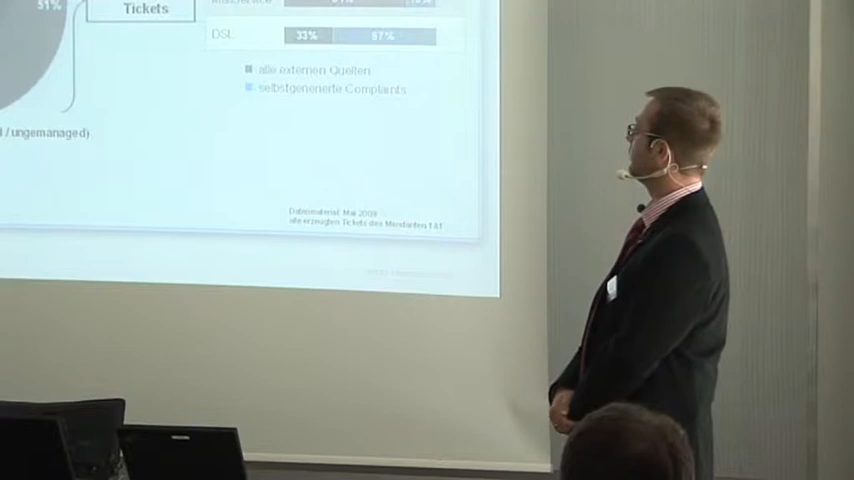 51%
Tickets
DSL
33% 67%
alle externen Quellen
selbstgenerierte Complaints
/ungemanaged)
Datenmaterial: Mai 2009
alle erzeugten Tickets des Mandanten